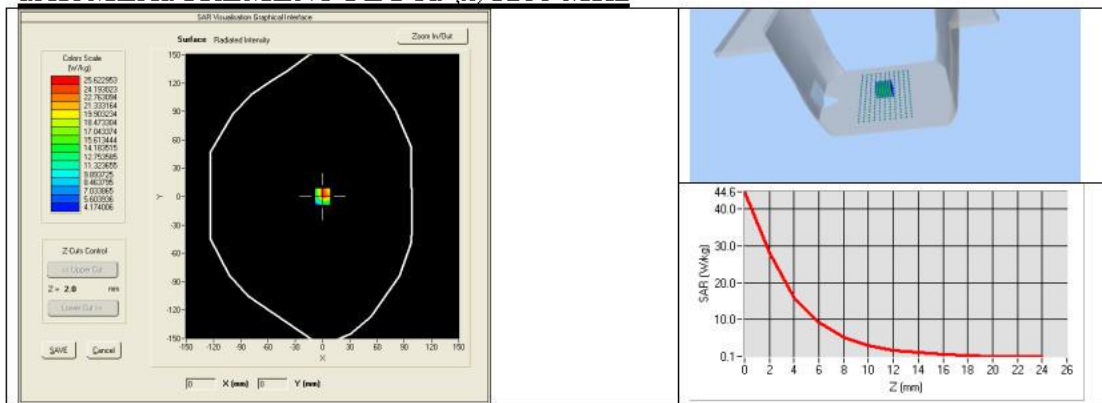 SAR Visualisation Graphical Interface
Surface Radiated Intensity
Zoom In/Out
Colors Scale
(W/kg)
25.622953
24.193023
22.763094
21.333164
19.903234
18.473304
17.043374
15.613444
14.183515
12.753585
11.323655
9.893725
8.463795
7.033865
5.603936
4.174006
Z-Cuts Control
<< Upper Cut
Z = 2.0 mm
Lower Cut >>
SAVE Cancel
150
120
90
60
30
0
-30
-60
-90
-120
-150
Y
-150 -120 -90 -60 -30 0 30 60 90 120 150
X
0 X (mm) 0 Y (mm)
44.6
40.0
30.0
20.0
10.0
0.1
SAR (W/kg)
0 2 4 6 8 10 12 14 16 18 20 22 24 26
Z (mm)